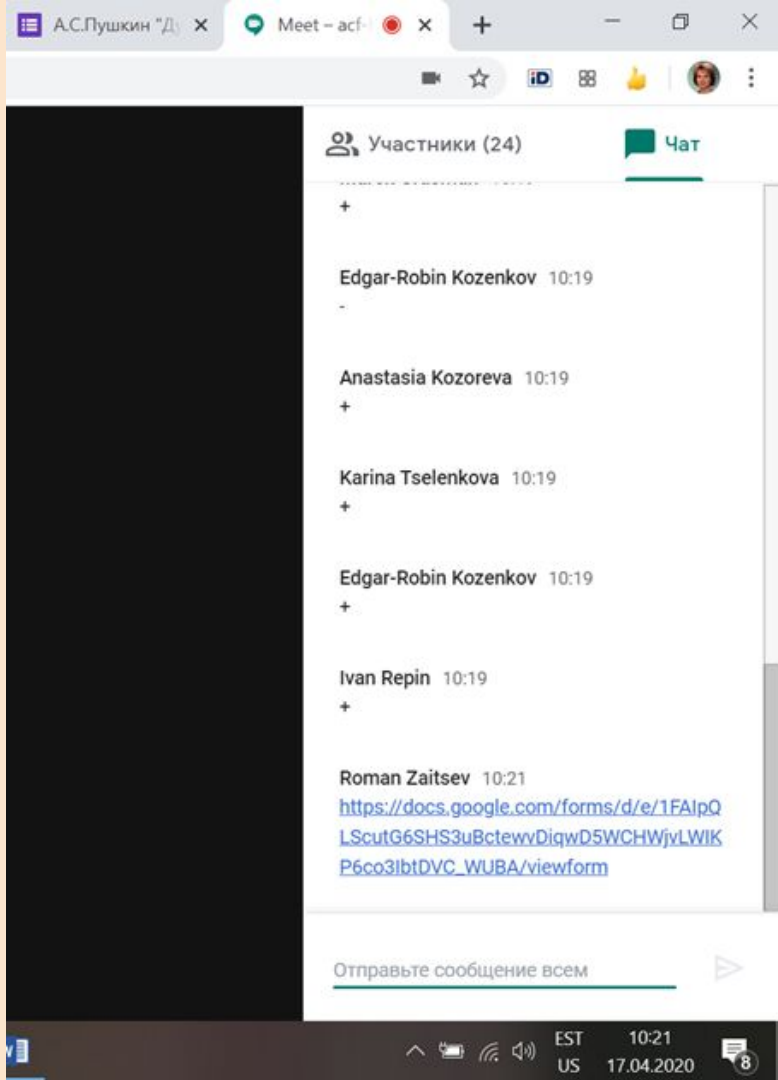 А.С.Пушкин "Д
Meet – acf-
iD
Участники (24)
Чат
+
Edgar-Robin Kozenkov 10:19
-
Anastasia Kozoreva 10:19
+
Karina Tselenkova 10:19
+
Edgar-Robin Kozenkov 10:19
+
Ivan Repin 10:19
+
Roman Zaitsev 10:21
https://docs.google.com/forms/d/e/1FAIpQ
LScutG6SHS3uBctewvDiqwD5WCHWjvLWIK
P6co3IbtDVC_WUBA/viewform
Отправьте сообщение всем
EST 10:21
US 17.04.2020
8